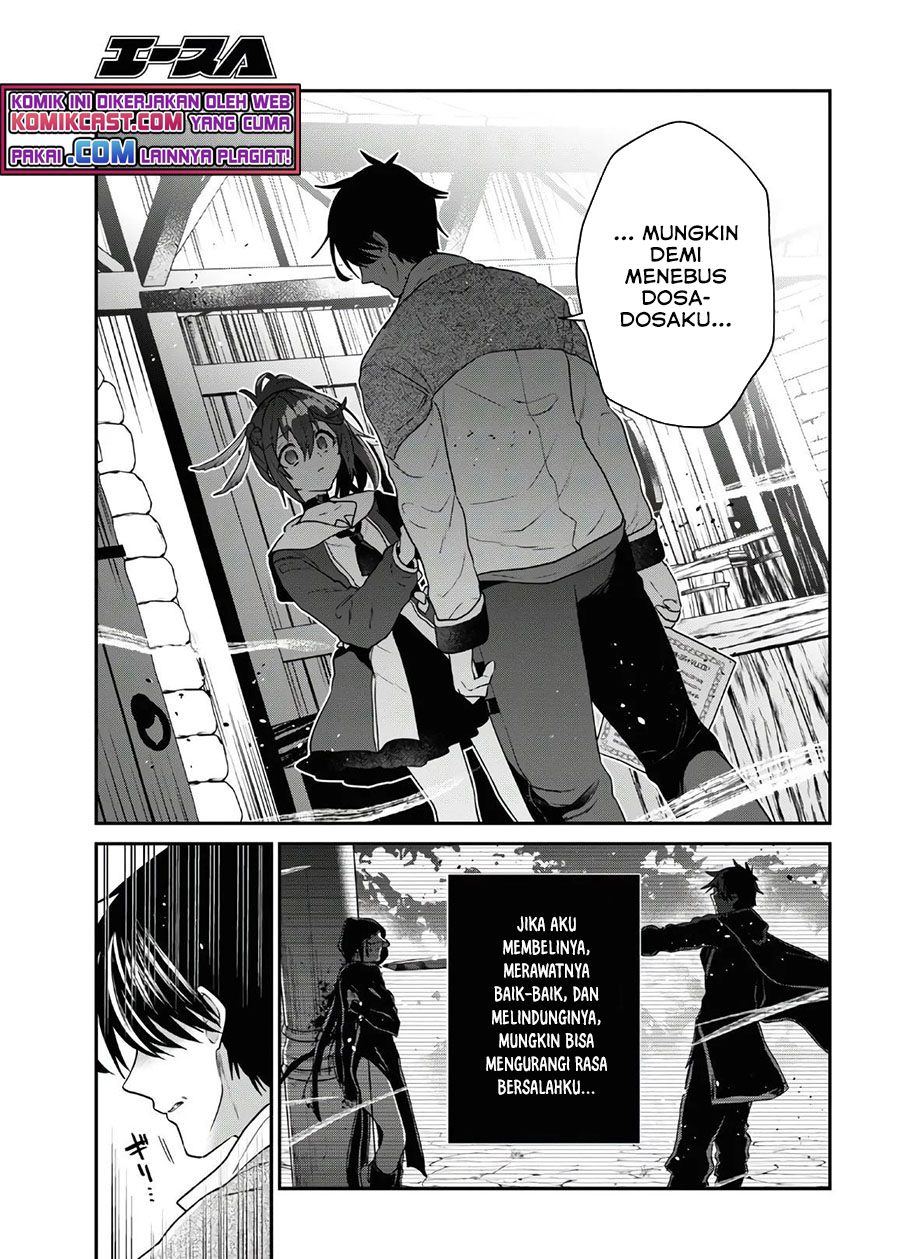 エースA
KOMIK INI DIKERJAKAN OLEH WEB
KOMIKCAST.COM YANG CUMA
PAKAI .COM LAINNYA PLAGIAT!
... MUNGKIN
DEMI
MENEBUS
DOSA-
DOSAKU...
JIKA AKU
MEMBELINYA,
MERAWATNYA
BAIK-BAIK, DAN
MELINDUNGINYA,
MUNGKIN BISA
MENGURANGI RASA
BERSALAHKU...
ギリ...